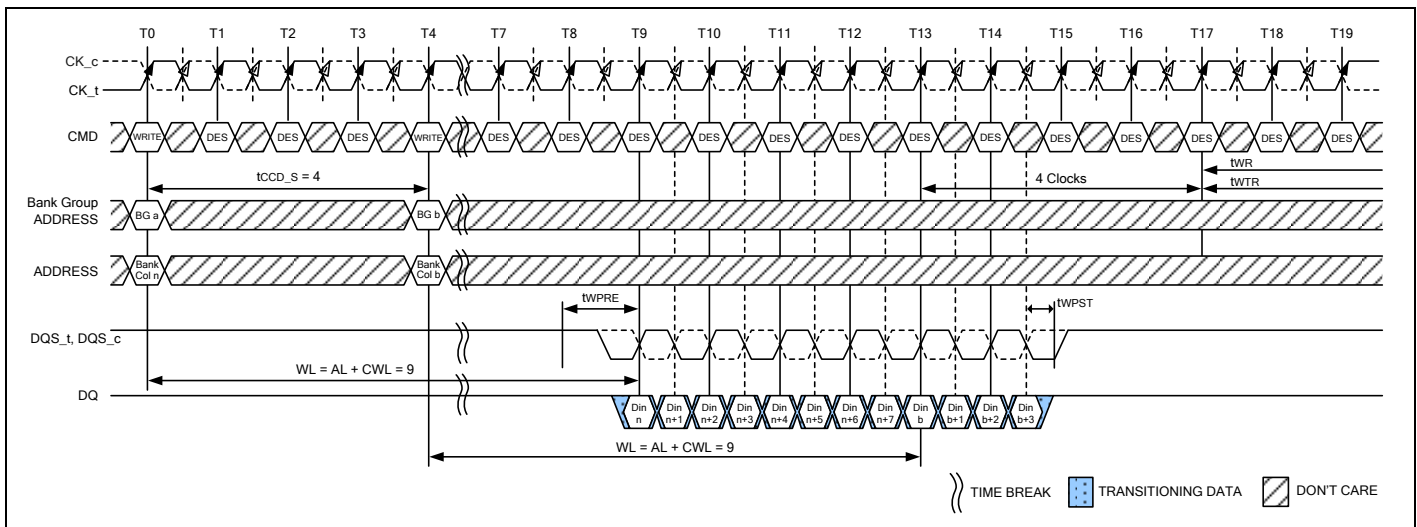 T0 T1 T2 T3 T4 T7 T8 T9 T10 T11 T12 T13 T14 T15 T16 T17 T18 T19
CK_c
CK_t
CMD WRITE DES DES DES WRITE DES DES DES DES DES DES DES DES DES DES DES DES DES
tWR
tCCD_S = 4 4 Clocks tWTR
Bank Group
ADDRESS BG a BG b
ADDRESS Bank Col n Bank Col b
tWPRE tWPST
DQS_t, DQS_c
WL = AL + CWL = 9
DQ Din n Din n+1 Din n+2 Din n+3 Din n+4 Din n+5 Din n+6 Din n+7 Din b Din b+1 Din b+2 Din b+3
WL = AL + CWL = 9
TIME BREAK TRANSITIONING DATA DON'T CARE